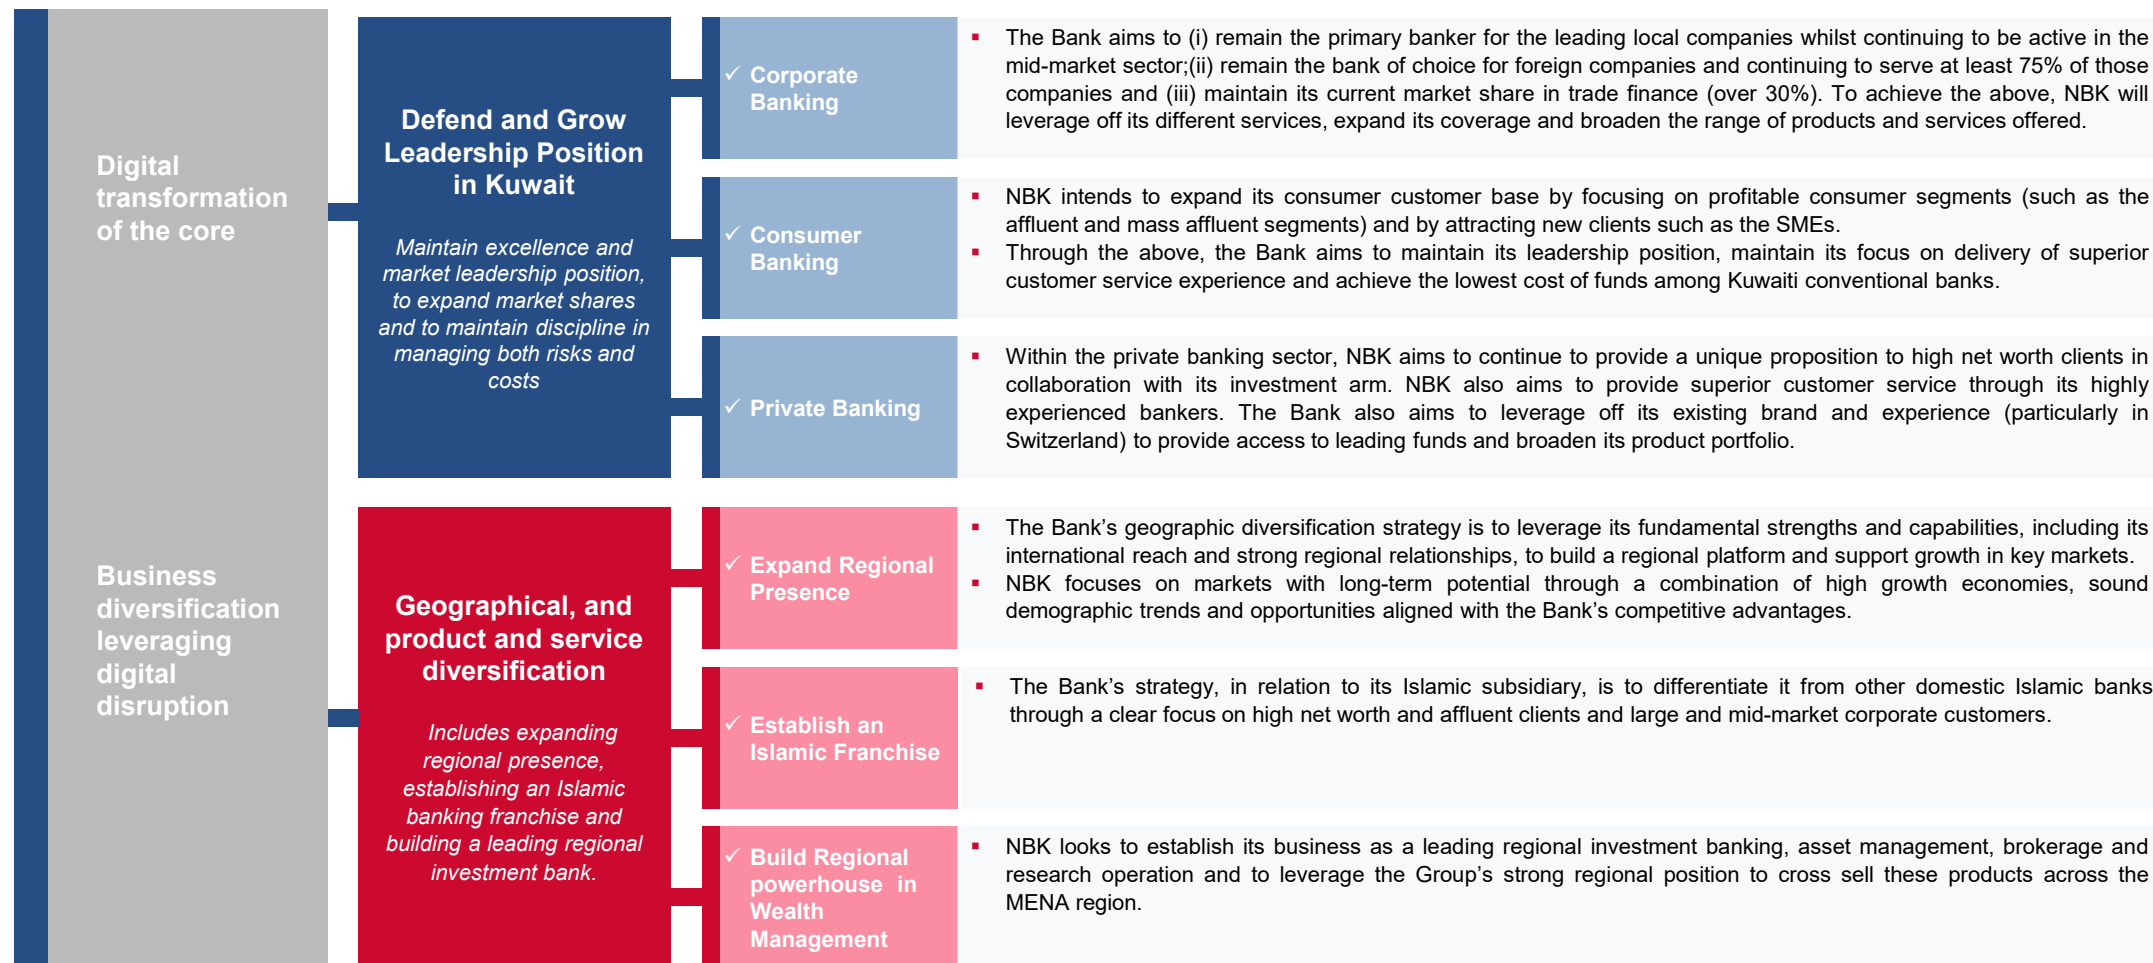 Digital
transformation
of the core
Business
diversification
leveraging
digital
disruption
Defend and Grow
Leadership Position
in Kuwait
Maintain excellence and
market leadership position,
to expand market shares
and to maintain discipline in
managing both risks and
costs
✓ Corporate
Banking
▪ The Bank aims to (i) remain the primary banker for the leading local companies whilst continuing to be active in the
mid-market sector;(ii) remain the bank of choice for foreign companies and continuing to serve at least 75% of those
companies and (iii) maintain its current market share in trade finance (over 30%). To achieve the above, NBK will
leverage off its different services, expand its coverage and broaden the range of products and services offered.
✓ Consumer
Banking
▪ NBK intends to expand its consumer customer base by focusing on profitable consumer segments (such as the
affluent and mass affluent segments) and by attracting new clients such as the SMEs.
▪ Through the above, the Bank aims to maintain its leadership position, maintain its focus on delivery of superior
customer service experience and achieve the lowest cost of funds among Kuwaiti conventional banks.
✓ Private Banking
▪ Within the private banking sector, NBK aims to continue to provide a unique proposition to high net worth clients in
collaboration with its investment arm. NBK also aims to provide superior customer service through its highly
experienced bankers. The Bank also aims to leverage off its existing brand and experience (particularly in
Switzerland) to provide access to leading funds and broaden its product portfolio.
Geographical, and
product and service
diversification
Includes expanding
regional presence,
establishing an Islamic
banking franchise and
building a leading regional
investment bank.
✓ Expand Regional
Presence
▪ The Bank’s geographic diversification strategy is to leverage its fundamental strengths and capabilities, including its
international reach and strong regional relationships, to build a regional platform and support growth in key markets.
▪ NBK focuses on markets with long-term potential through a combination of high growth economies, sound
demographic trends and opportunities aligned with the Bank’s competitive advantages.
✓ Establish an
Islamic Franchise
▪ The Bank’s strategy, in relation to its Islamic subsidiary, is to differentiate it from other domestic Islamic banks
through a clear focus on high net worth and affluent clients and large and mid-market corporate customers.
✓ Build Regional
powerhouse in
Wealth
Management
▪ NBK looks to establish its business as a leading regional investment banking, asset management, brokerage and
research operation and to leverage the Group’s strong regional position to cross sell these products across the
MENA region.